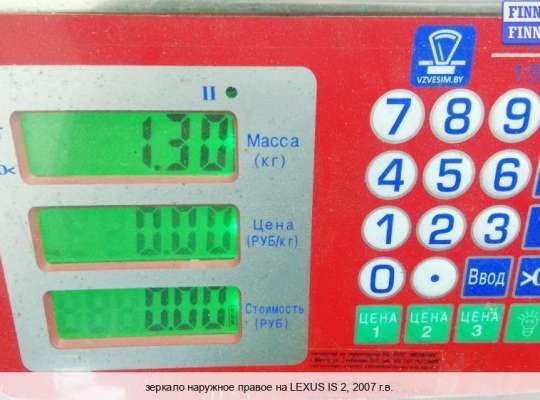 FINN
FINN
VZVESIM.BY
II
1.30
Масса
(кг)
7 8 9
4 5 6
0.00
Цена
(РУБ/кг)
1 2 3
0 . Ввод >0
0.00
Стоимость
(РУБ)
ЦЕНА 1
ЦЕНА 2
ЦЕНА 3
зеркало наружное правое на LEXUS IS 2, 2007 г.в.